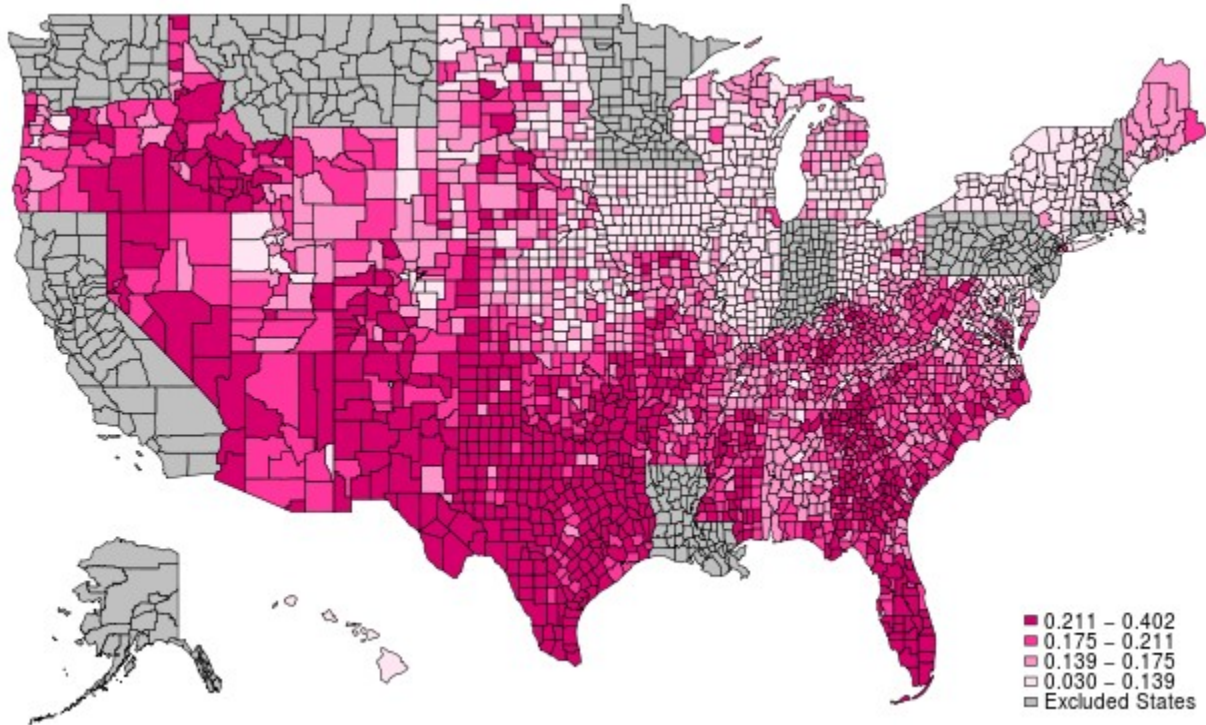 0.211 – 0.402
0.175 – 0.211
0.139 – 0.175
0.030 – 0.139
Excluded States